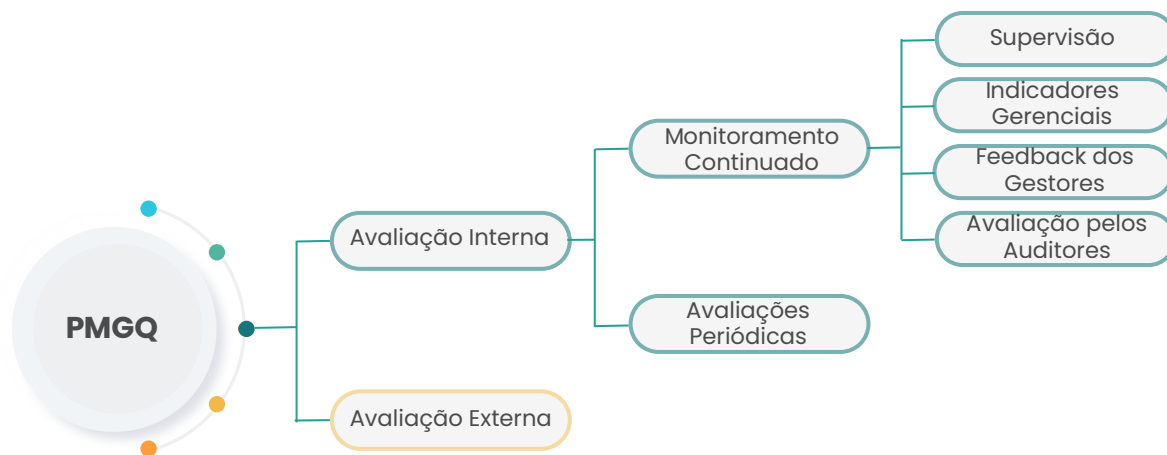 Supervisão
Indicadores
Gerenciais
Monitoramento
Continuado
Feedback dos
Gestores
Avaliação Interna
Avaliação pelos
Auditores
PMGQ
Avaliações
Periódicas
Avaliação Externa